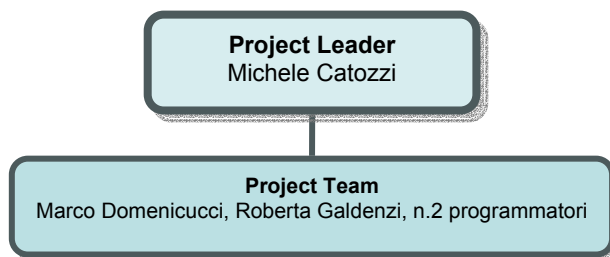 Project Leader
Michele Catozzi
Project Team
Marco Domenicucci, Roberta Galdenzi, n.2 programmatori